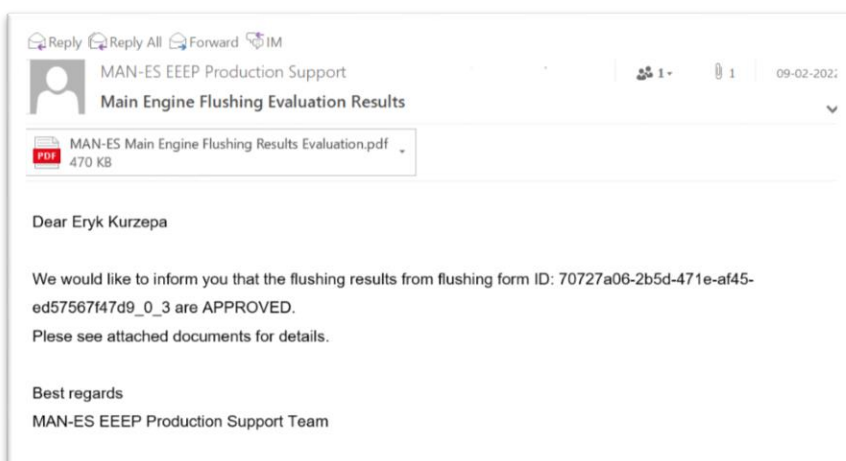 Reply Reply All Forward IM
MAN-ES EEEP Production Support 1 1 09-02-2022
Main Engine Flushing Evaluation Results
PDF MAN-ES Main Engine Flushing Results Evaluation.pdf
470 KB
Dear Eryk Kurzepa
We would like to inform you that the flushing results from flushing form ID: 70727a06-2b5d-471e-af45-
ed57567f47d9_0_3 are APPROVED.
Plese see attached documents for details.
Best regards
MAN-ES EEEP Production Support Team